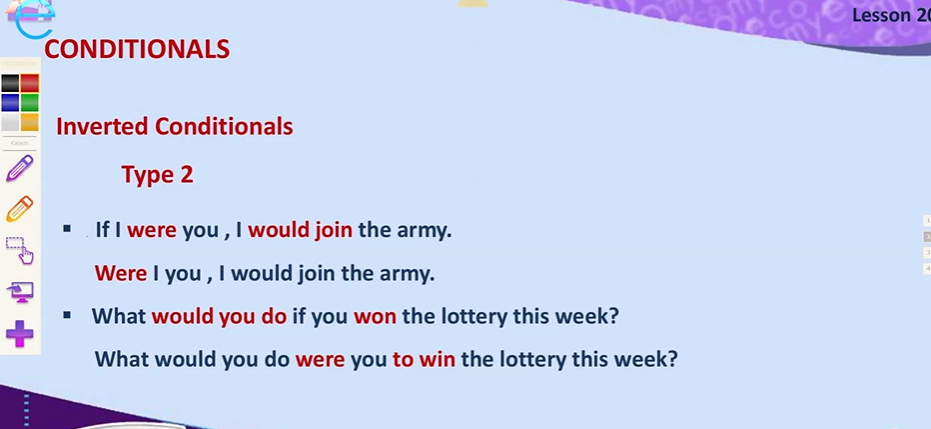 Lesson 20
CONDITIONALS
Inverted Conditionals
Type 2
▪ If I were you , I would join the army.
Were I you , I would join the army.
▪ What would you do if you won the lottery this week?
What would you do were you to win the lottery this week?